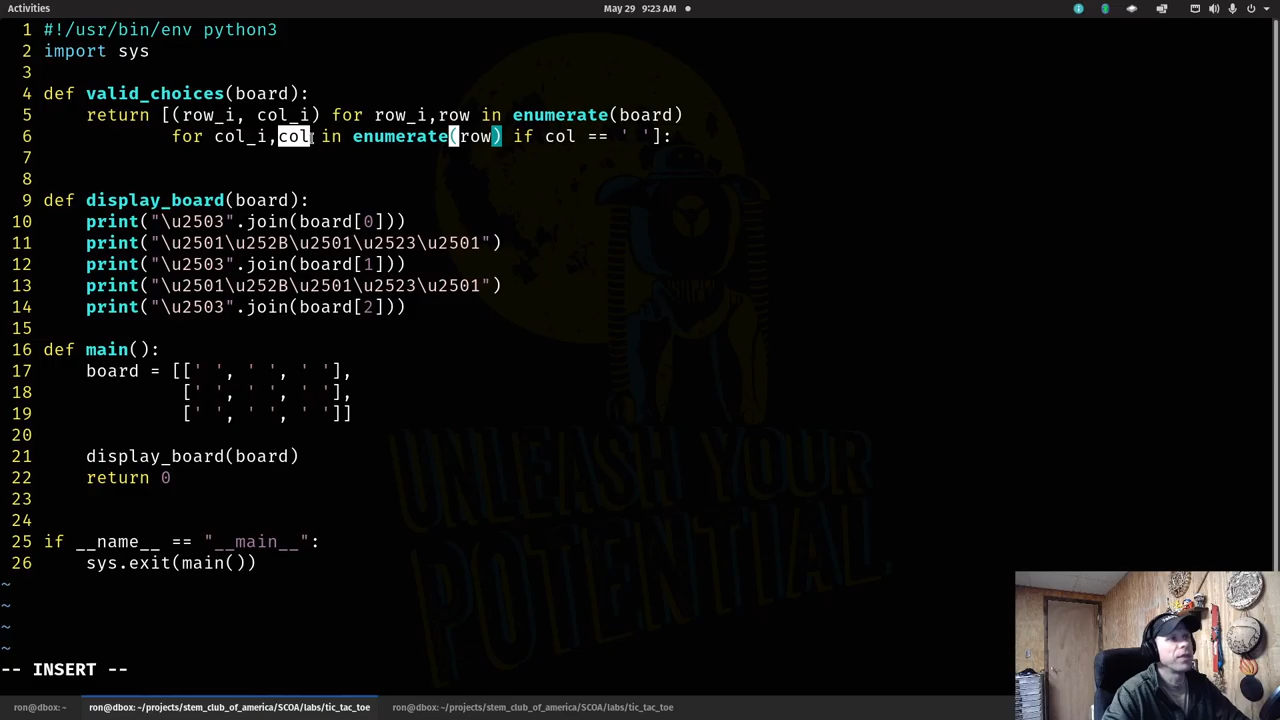 Activities
May 29 9:23 AM
1 #!/usr/bin/env python3
2 import sys
3
4 def valid_choices(board):
5     return [(row_i, col_i) for row_i,row in enumerate(board)
6             for col_i,col in enumerate(row) if col == ' ']:
7
8
9 def display_board(board):
10     print("\u2503".join(board[0]))
11     print("\u2501\u252B\u2501\u2523\u2501")
12     print("\u2503".join(board[1]))
13     print("\u2501\u252B\u2501\u2523\u2501")
14     print("\u2503".join(board[2]))
15
16 def main():
17     board = [[' ', ' ', ' '],
18              [' ', ' ', ' '],
19              [' ', ' ', ' ']]
20
21     display_board(board)
22     return 0
23
24
25 if __name__ == "__main__":
26     sys.exit(main())
~
~
~
~
UNLEASH YOUR
POTENTIAL
-- INSERT --
ron@dbox: ~
ron@dbox: ~/projects/stem_club_of_america/SCOA/labs/tic_tac_toe
ron@dbox: ~/projects/stem_club_of_america/SCOA/labs/tic_tac_toe